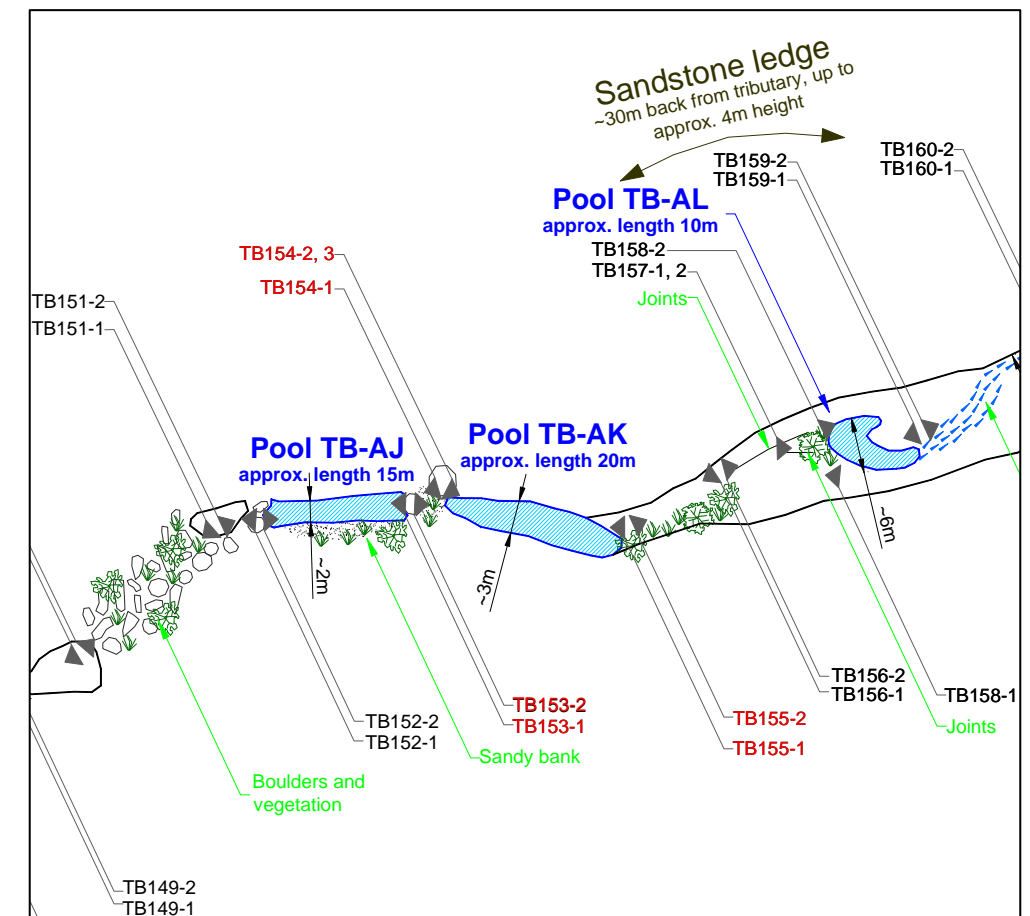 Sandstone ledge
~30m back from tributary, up to
approx. 4m height
TB160-2
TB160-1
TB159-2
TB159-1
Pool TB-AL
approx. length 10m
TB158-2
TB157-1, 2
Joints
TB154-2, 3
TB154-1
TB151-2
TB151-1
Pool TB-AJ
approx. length 15m
Pool TB-AK
approx. length 20m
~2m
~3m
~6m
TB156-2
TB156-1
TB158-1
Joints
TB153-2
TB153-1
TB155-2
TB155-1
TB152-2
TB152-1
Sandy bank
Boulders and
vegetation
TB149-2
TB149-1